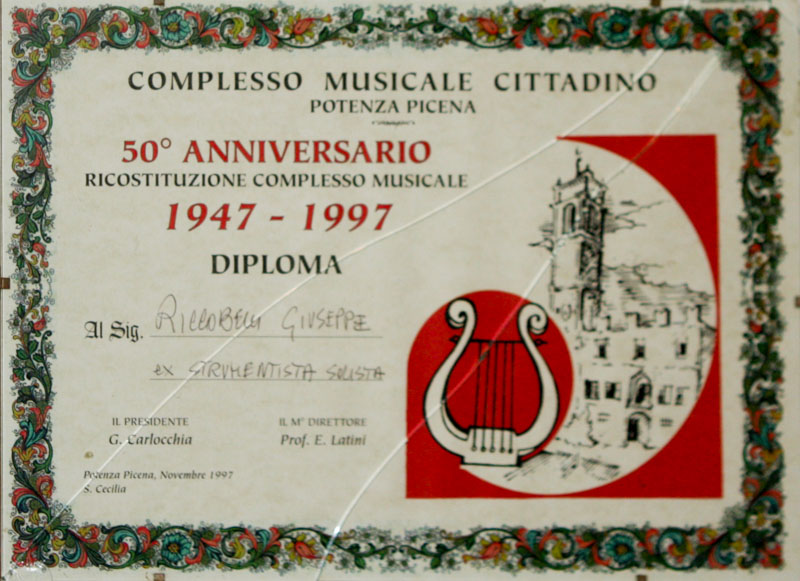 COMPLESSO MUSICALE CITTADINO
POTENZA PICENA
50° ANNIVERSARIO
RICOSTITUZIONE COMPLESSO MUSICALE
1947 - 1997
DIPLOMA
Al Sig. RICCOBELLI GIUSEPPE
EX STRUMENTISTA SOLISTA
IL PRESIDENTE IL M° DIRETTORE
G. Carlocchia Prof. E. Latini
Potenza Picena, Novembre 1997
S. Cecilia